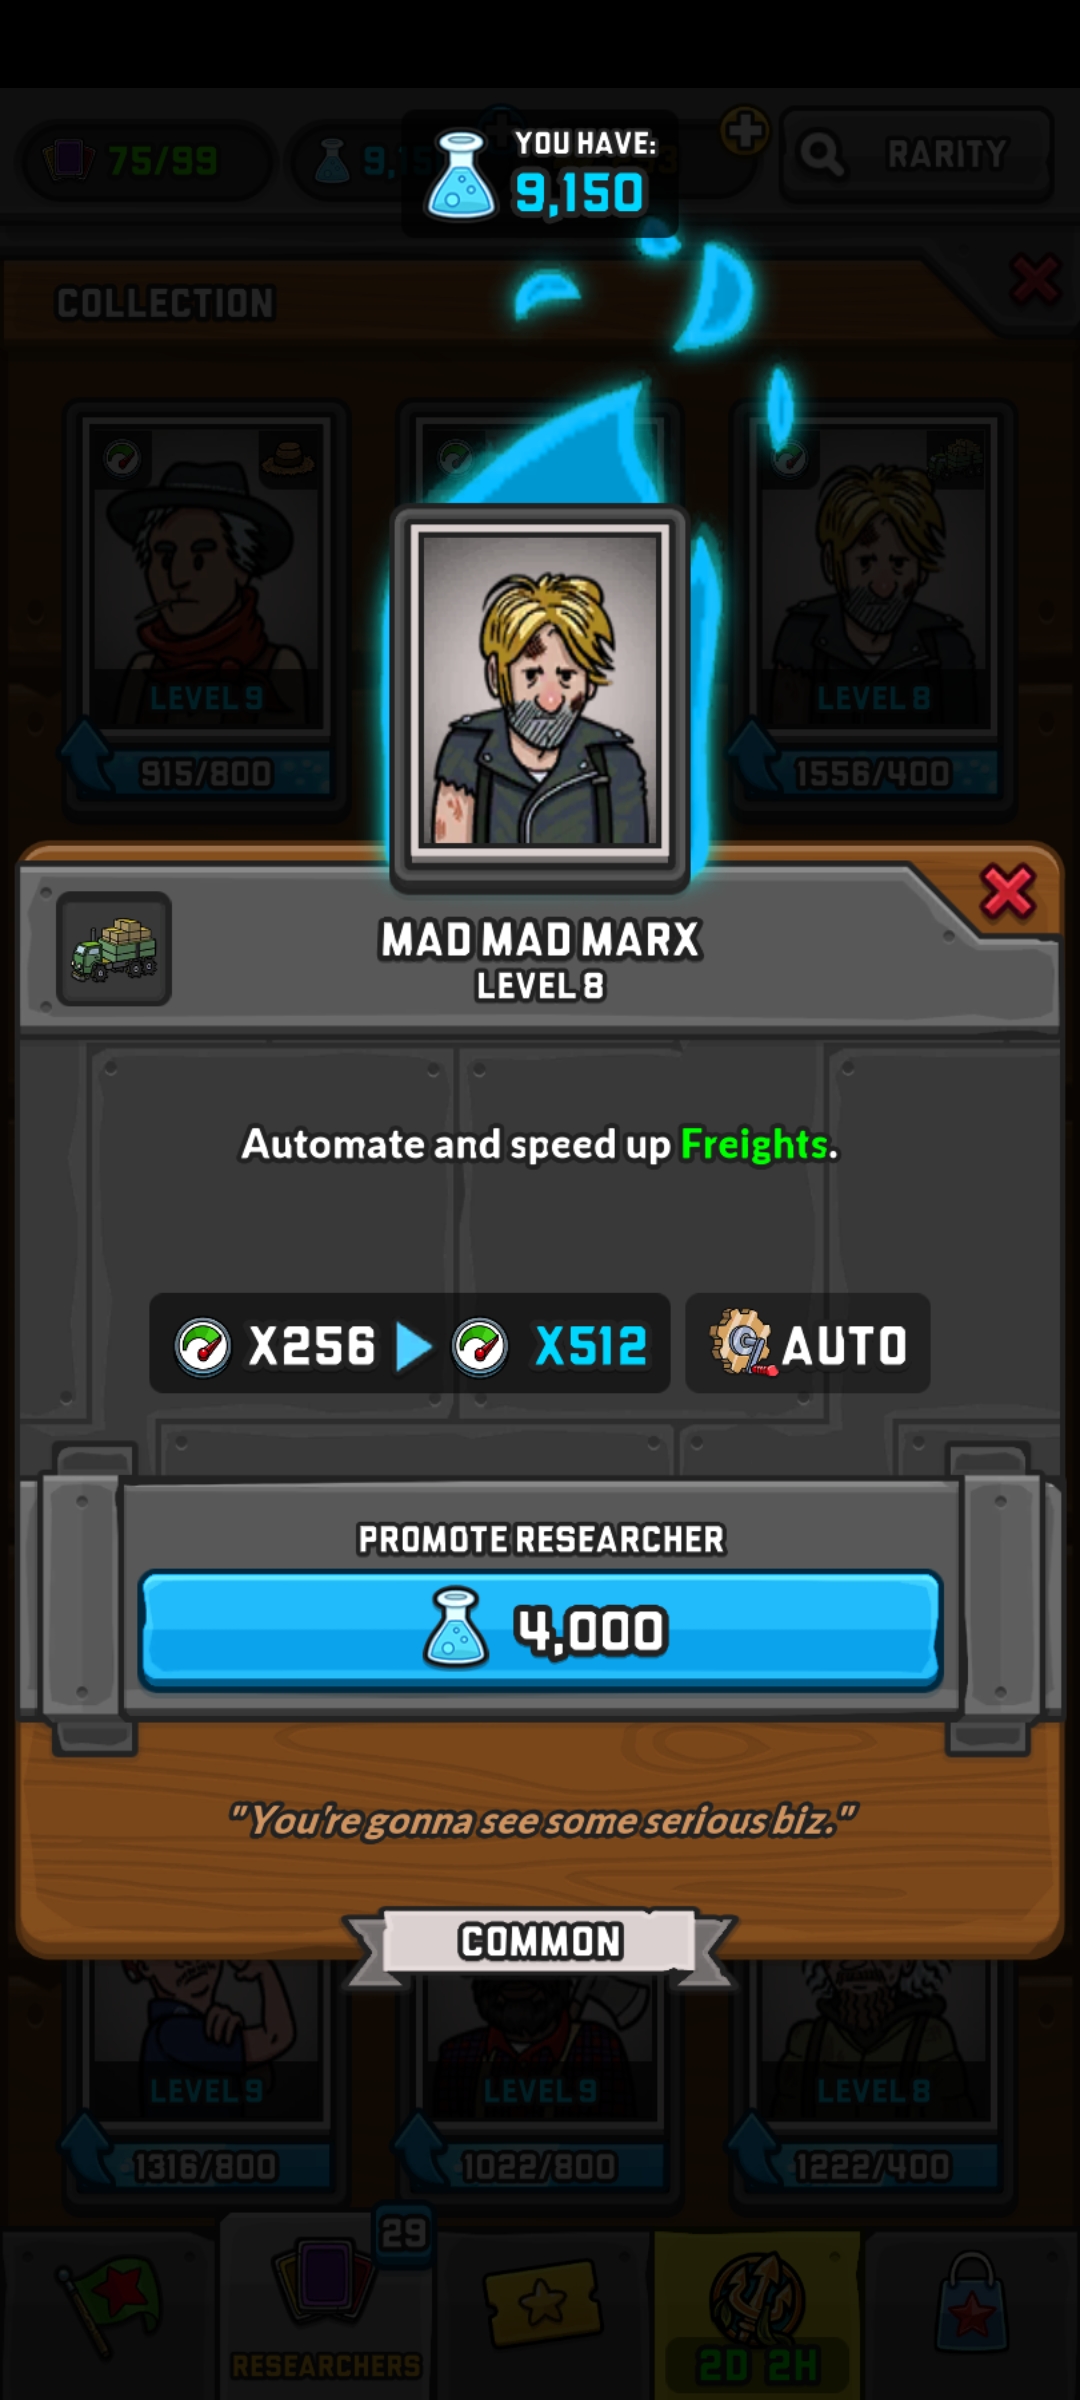 YOU HAVE:
9,150
75/99
RARITY
COLLECTION
LEVEL 9
LEVEL 8
915/800
1556/400
MAD MAD MARX
LEVEL 8
Automate and speed up Freights.
X256
X512
AUTO
PROMOTE RESEARCHER
4,000
"You're gonna see some serious biz."
COMMON
LEVEL 9
LEVEL 9
LEVEL 8
1316/800
1022/800
1222/400
29
RESEARCHERS
2D 2H